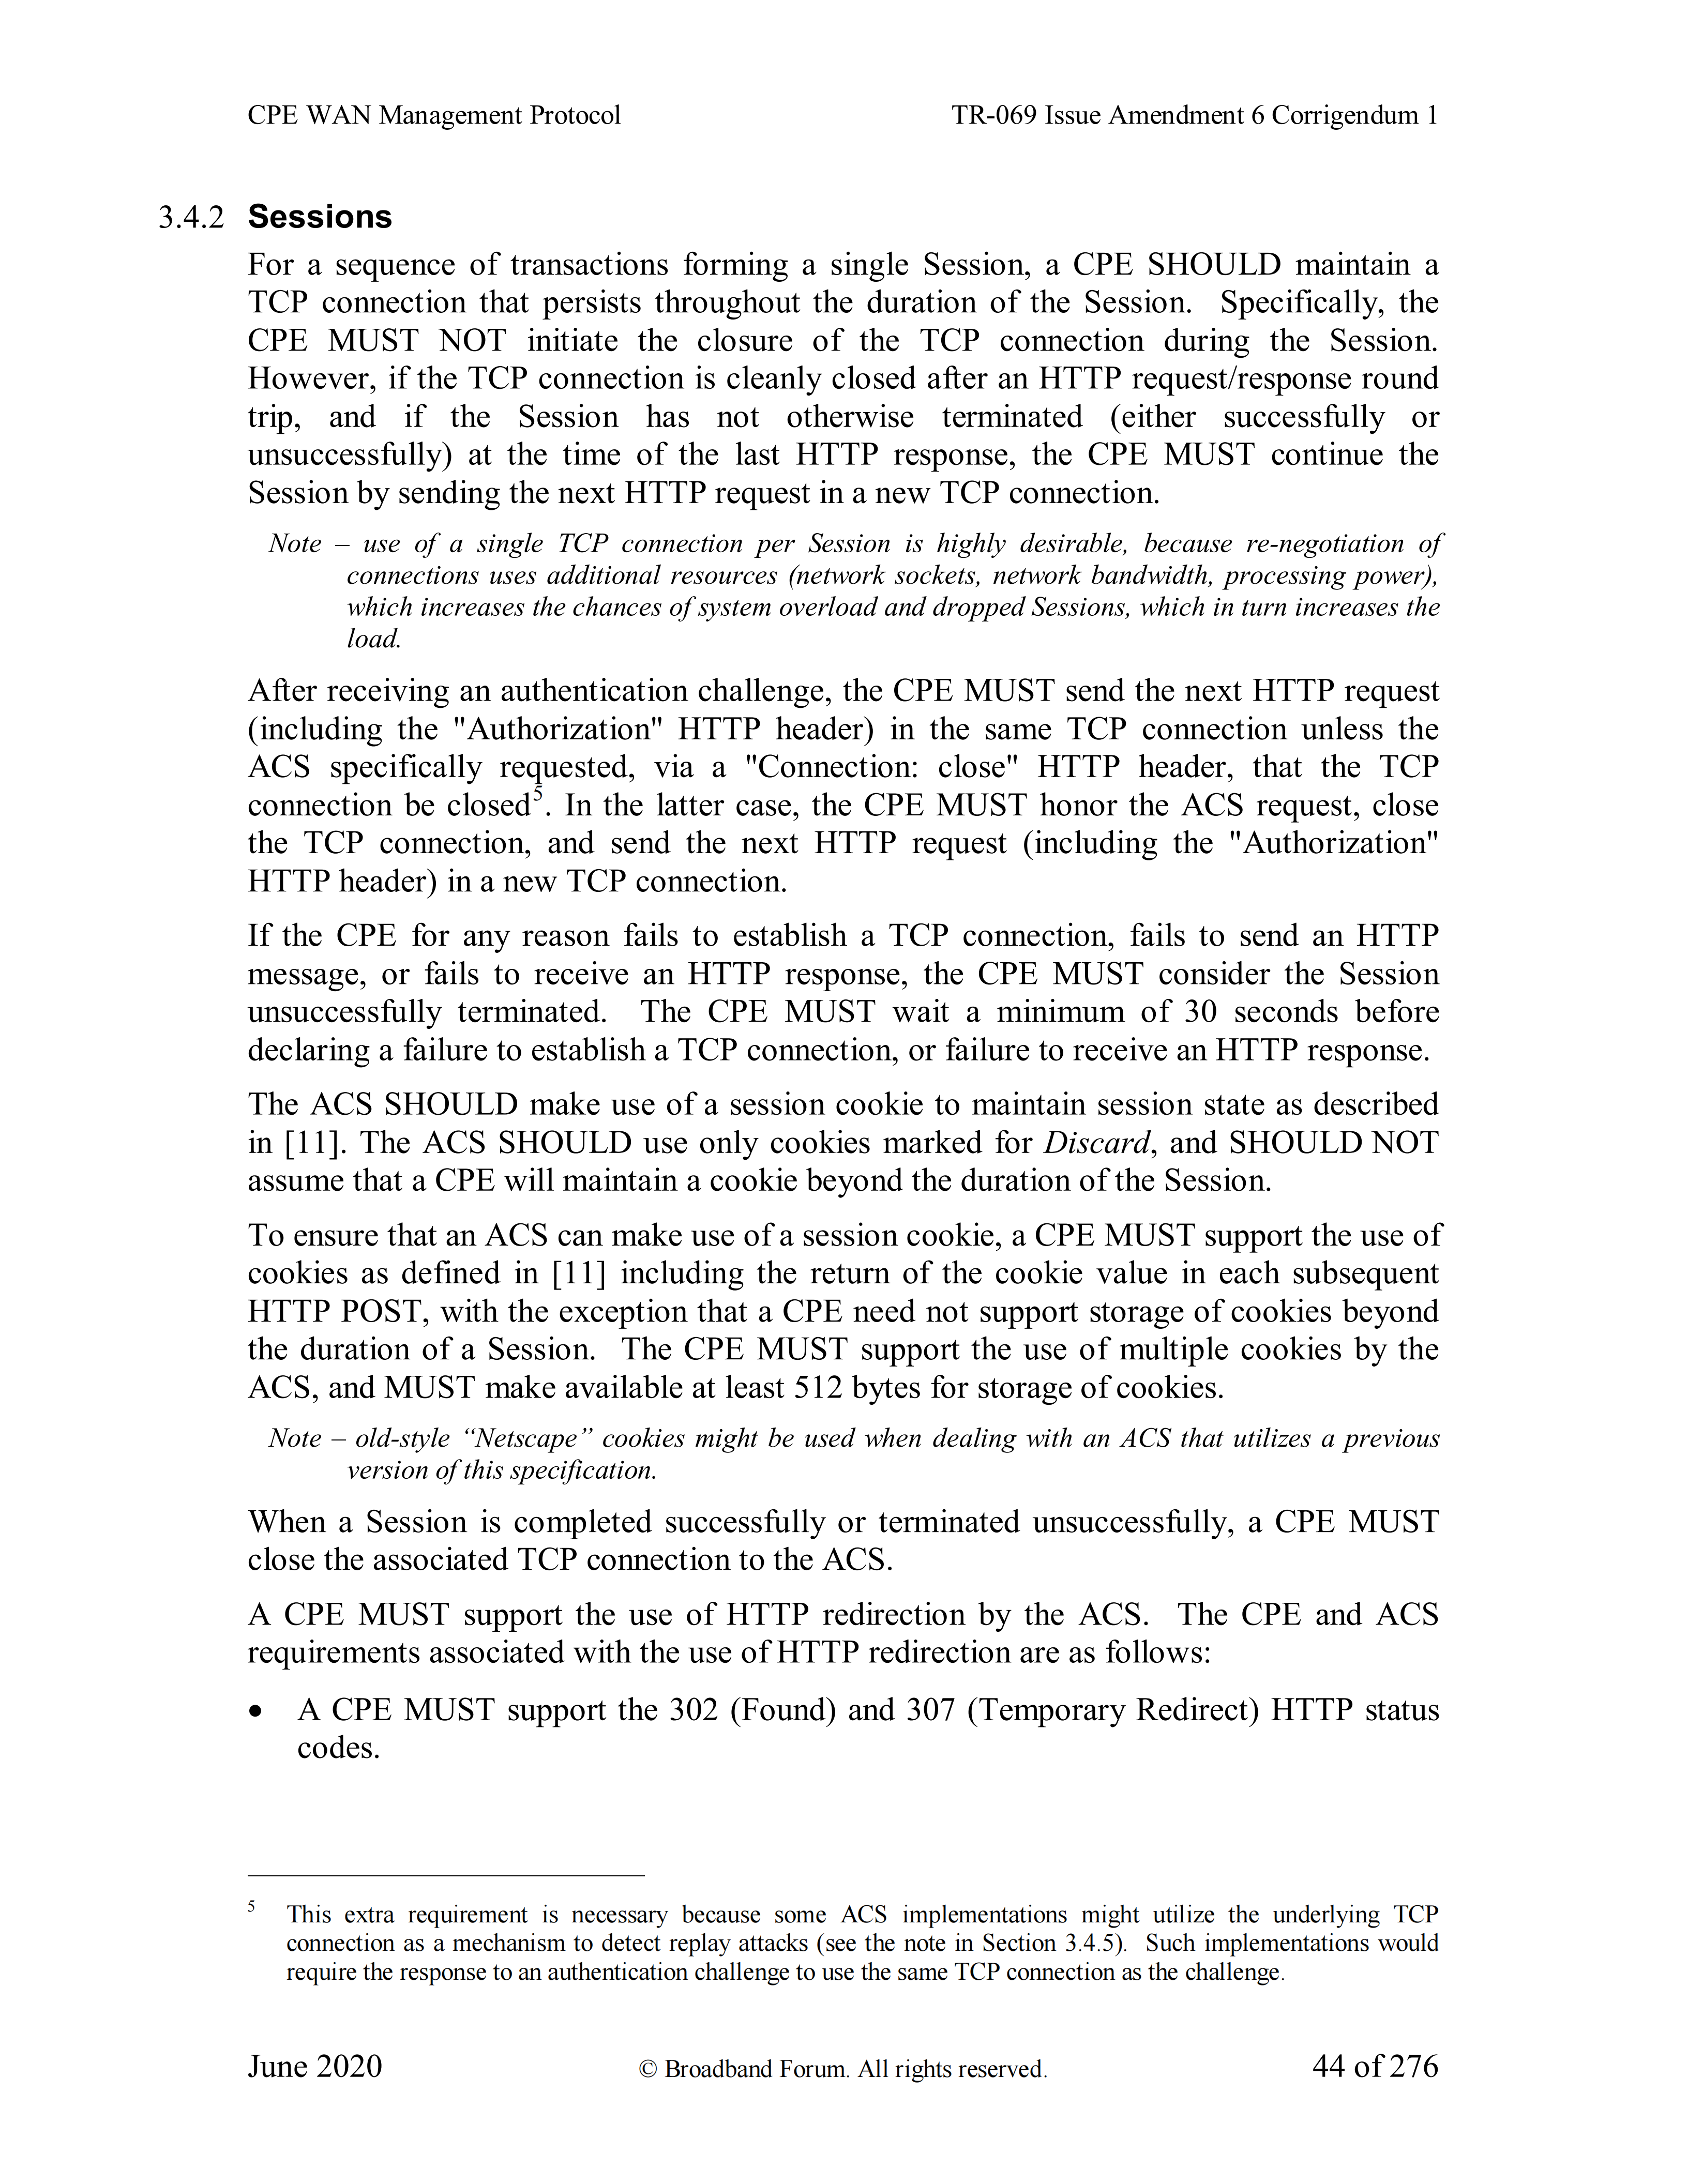 CPE WAN Management Protocol TR-069 Issue Amendment 6 Corrigendum 1
3.4.2 Sessions
For a sequence of transactions forming a single Session, a CPE SHOULD maintain a
TCP connection that persists throughout the duration of the Session. Specifically, the
CPE MUST NOT initiate the closure of the TCP connection during the Session.
However, if the TCP connection is cleanly closed after an HTTP request/response round
trip, and if the Session has not otherwise terminated (either successfully or
unsuccessfully) at the time of the last HTTP response, the CPE MUST continue the
Session by sending the next HTTP request in a new TCP connection.
Note – use of a single TCP connection per Session is highly desirable, because re-negotiation of
connections uses additional resources (network sockets, network bandwidth, processing power),
which increases the chances of system overload and dropped Sessions, which in turn increases the
load.
After receiving an authentication challenge, the CPE MUST send the next HTTP request
(including the "Authorization" HTTP header) in the same TCP connection unless the
ACS specifically requested, via a "Connection: close" HTTP header, that the TCP
connection be closed5. In the latter case, the CPE MUST honor the ACS request, close
the TCP connection, and send the next HTTP request (including the "Authorization"
HTTP header) in a new TCP connection.
If the CPE for any reason fails to establish a TCP connection, fails to send an HTTP
message, or fails to receive an HTTP response, the CPE MUST consider the Session
unsuccessfully terminated. The CPE MUST wait a minimum of 30 seconds before
declaring a failure to establish a TCP connection, or failure to receive an HTTP response.
The ACS SHOULD make use of a session cookie to maintain session state as described
in [11]. The ACS SHOULD use only cookies marked for Discard, and SHOULD NOT
assume that a CPE will maintain a cookie beyond the duration of the Session.
To ensure that an ACS can make use of a session cookie, a CPE MUST support the use of
cookies as defined in [11] including the return of the cookie value in each subsequent
HTTP POST, with the exception that a CPE need not support storage of cookies beyond
the duration of a Session. The CPE MUST support the use of multiple cookies by the
ACS, and MUST make available at least 512 bytes for storage of cookies.
Note – old-style “Netscape” cookies might be used when dealing with an ACS that utilizes a previous
version of this specification.
When a Session is completed successfully or terminated unsuccessfully, a CPE MUST
close the associated TCP connection to the ACS.
A CPE MUST support the use of HTTP redirection by the ACS. The CPE and ACS
requirements associated with the use of HTTP redirection are as follows:
• A CPE MUST support the 302 (Found) and 307 (Temporary Redirect) HTTP status
codes.
5 This extra requirement is necessary because some ACS implementations might utilize the underlying TCP
connection as a mechanism to detect replay attacks (see the note in Section 3.4.5). Such implementations would
require the response to an authentication challenge to use the same TCP connection as the challenge.
June 2020 © Broadband Forum. All rights reserved. 44 of 276